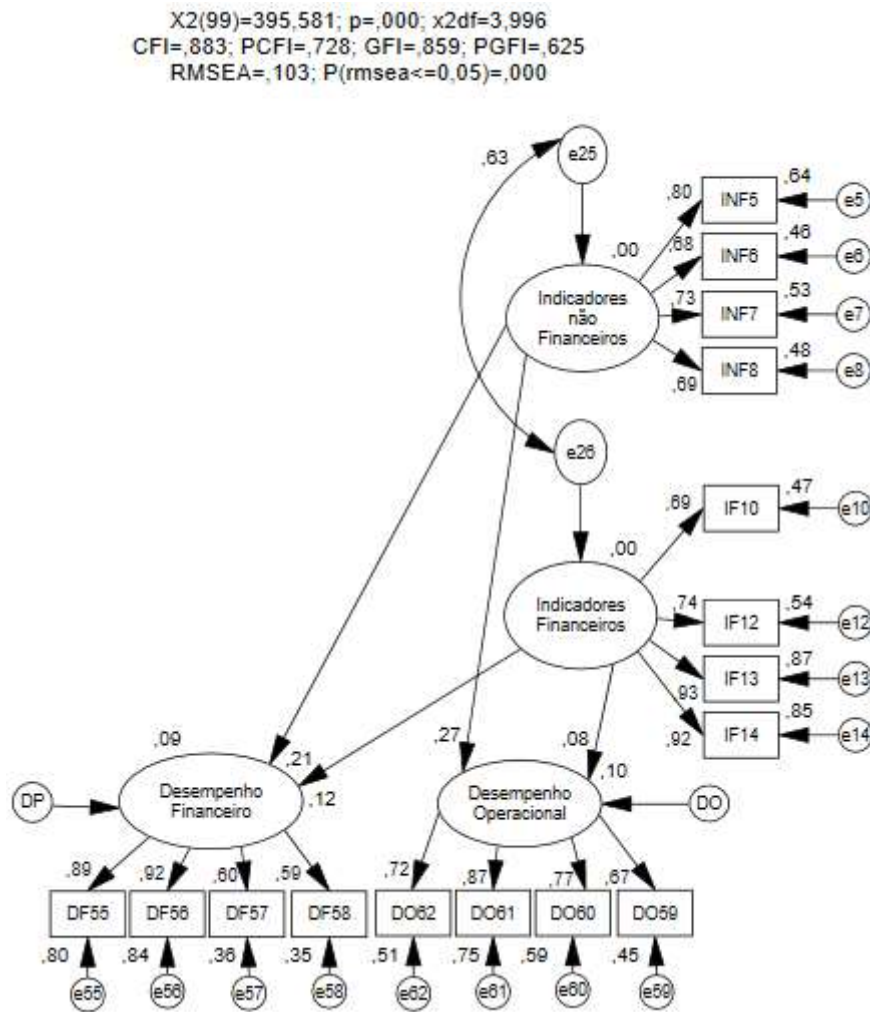 X2(99)=395,581; p=,000; x2df=3,996
CFI=,883; PCFI=,728; GFI=,859; PGFI=,625
RMSEA=,103; P(rmsea<=0,05)=,000
,63
e25
,80
INF5
,64
e5
,00
,68
INF6
,46
e6
Indicadores
não
Financeiros
,73
INF7
,53
e7
,69
INF8
,48
e8
e26
,69
IF10
,47
e10
,00
Indicadores
Financeiros
,74
IF12
,54
e12
,93
IF13
,87
e13
,92
IF14
,85
e14
,09
,21
,12
,27
,08
,10
DP
Desempenho
Financeiro
Desempenho
Operacional
DO
,89
,92
,60
,59
,72
,87
,77
,67
DF55
DF56
DF57
DF58
DO62
DO61
DO60
DO59
,80
,84
,36
,35
,51
,75
,59
,45
e55
e56
e57
e58
e62
e61
e60
e59